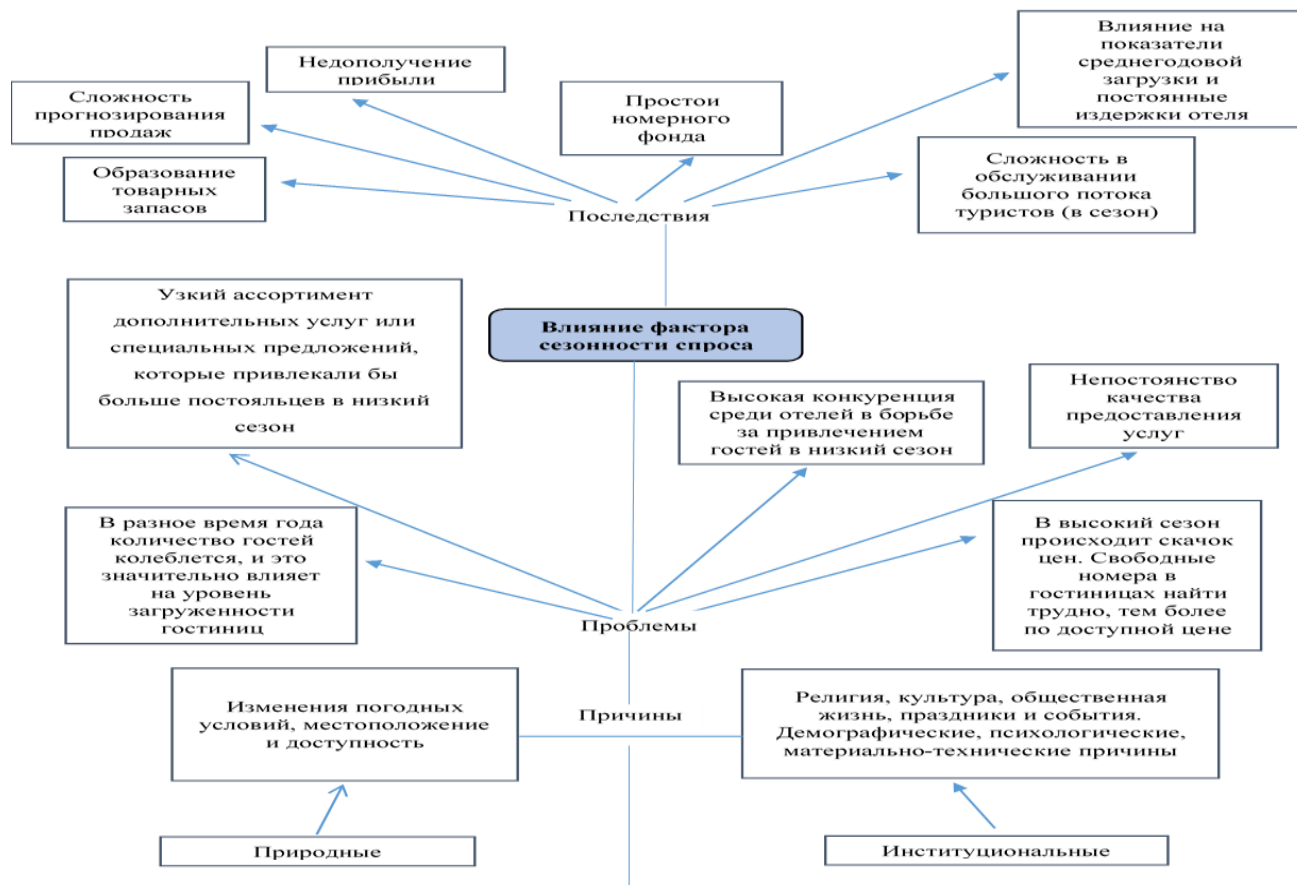 Влияние на
показатели
среднегодовой
загрузки и
постоянные
издержки отеля
Недополучение
прибыли
Сложность
прогнозирования
продаж
Простои
номерного
фонда
Образование
товарных
запасов
Сложность в
обслуживании
большого потока
туристов (в сезон)
Последствия
Узкий ассортимент
дополнительных услуг или
специальных предложений,
которые привлекали бы
больше постояльцев в низкий
сезон
Влияние фактора
сезонности спроса
Высокая конкуренция
среди отелей в борьбе
за привлечением
гостей в низкий сезон
Непостоянство
качества
предоставления
услуг
В разное время года
количество гостей
колеблется, и это
значительно влияет
на уровень
загруженности
гостиниц
В высокий сезон
происходит скачок
цен. Свободные
номера в
гостиницах найти
трудно, тем более
по доступной цене
Проблемы
Изменения погодных
условий, местоположение
и доступность
Причины
Религия, культура, общественная
жизнь, праздники и события.
Демографические, психологические,
материально-технические причины
Природные
Институциональные